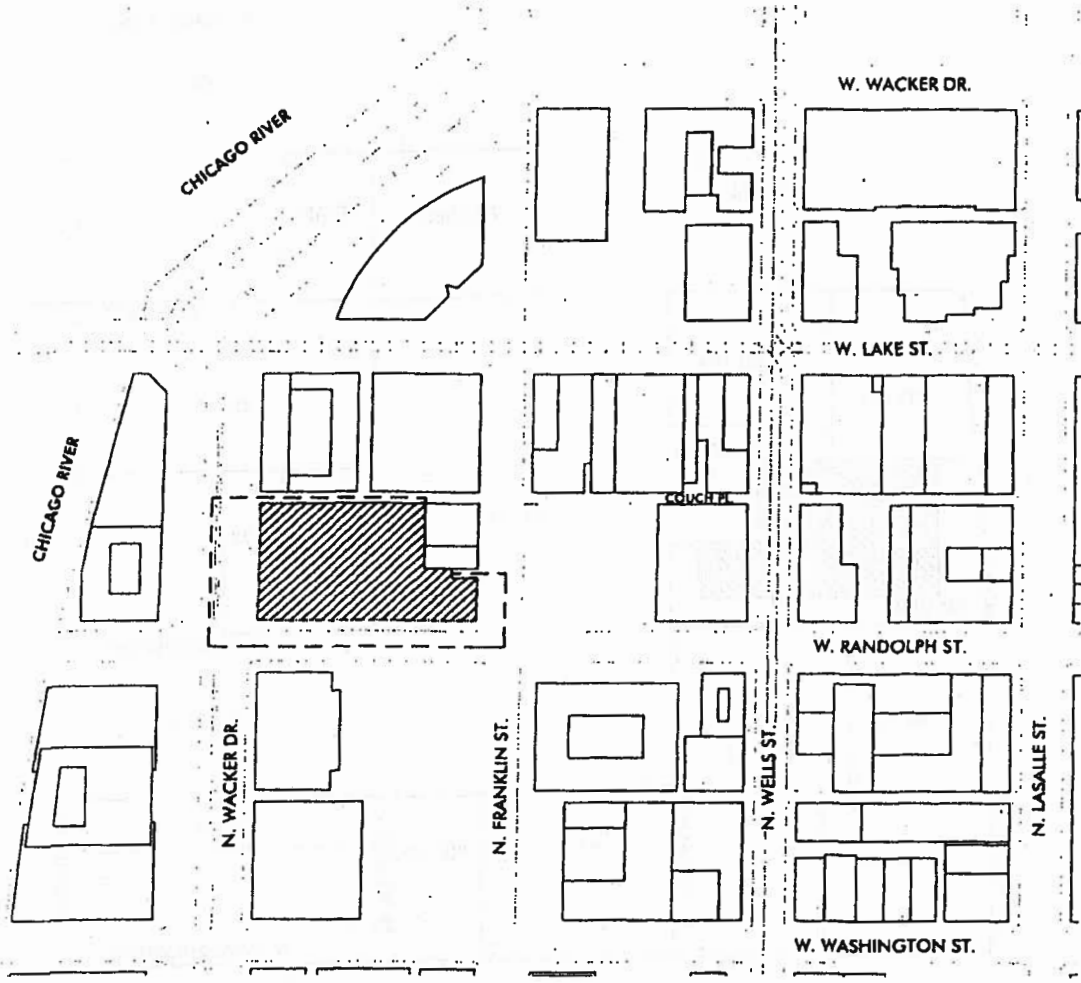 W. WACKER DR.
CHICAGO RIVER
W. LAKE ST.
CHICAGO RIVER
COUCH PL.
W. RANDOLPH ST.
N. WACKER DR.
N. FRANKLIN ST.
N. WELLS ST.
N. LASALLE ST.
W. WASHINGTON ST.